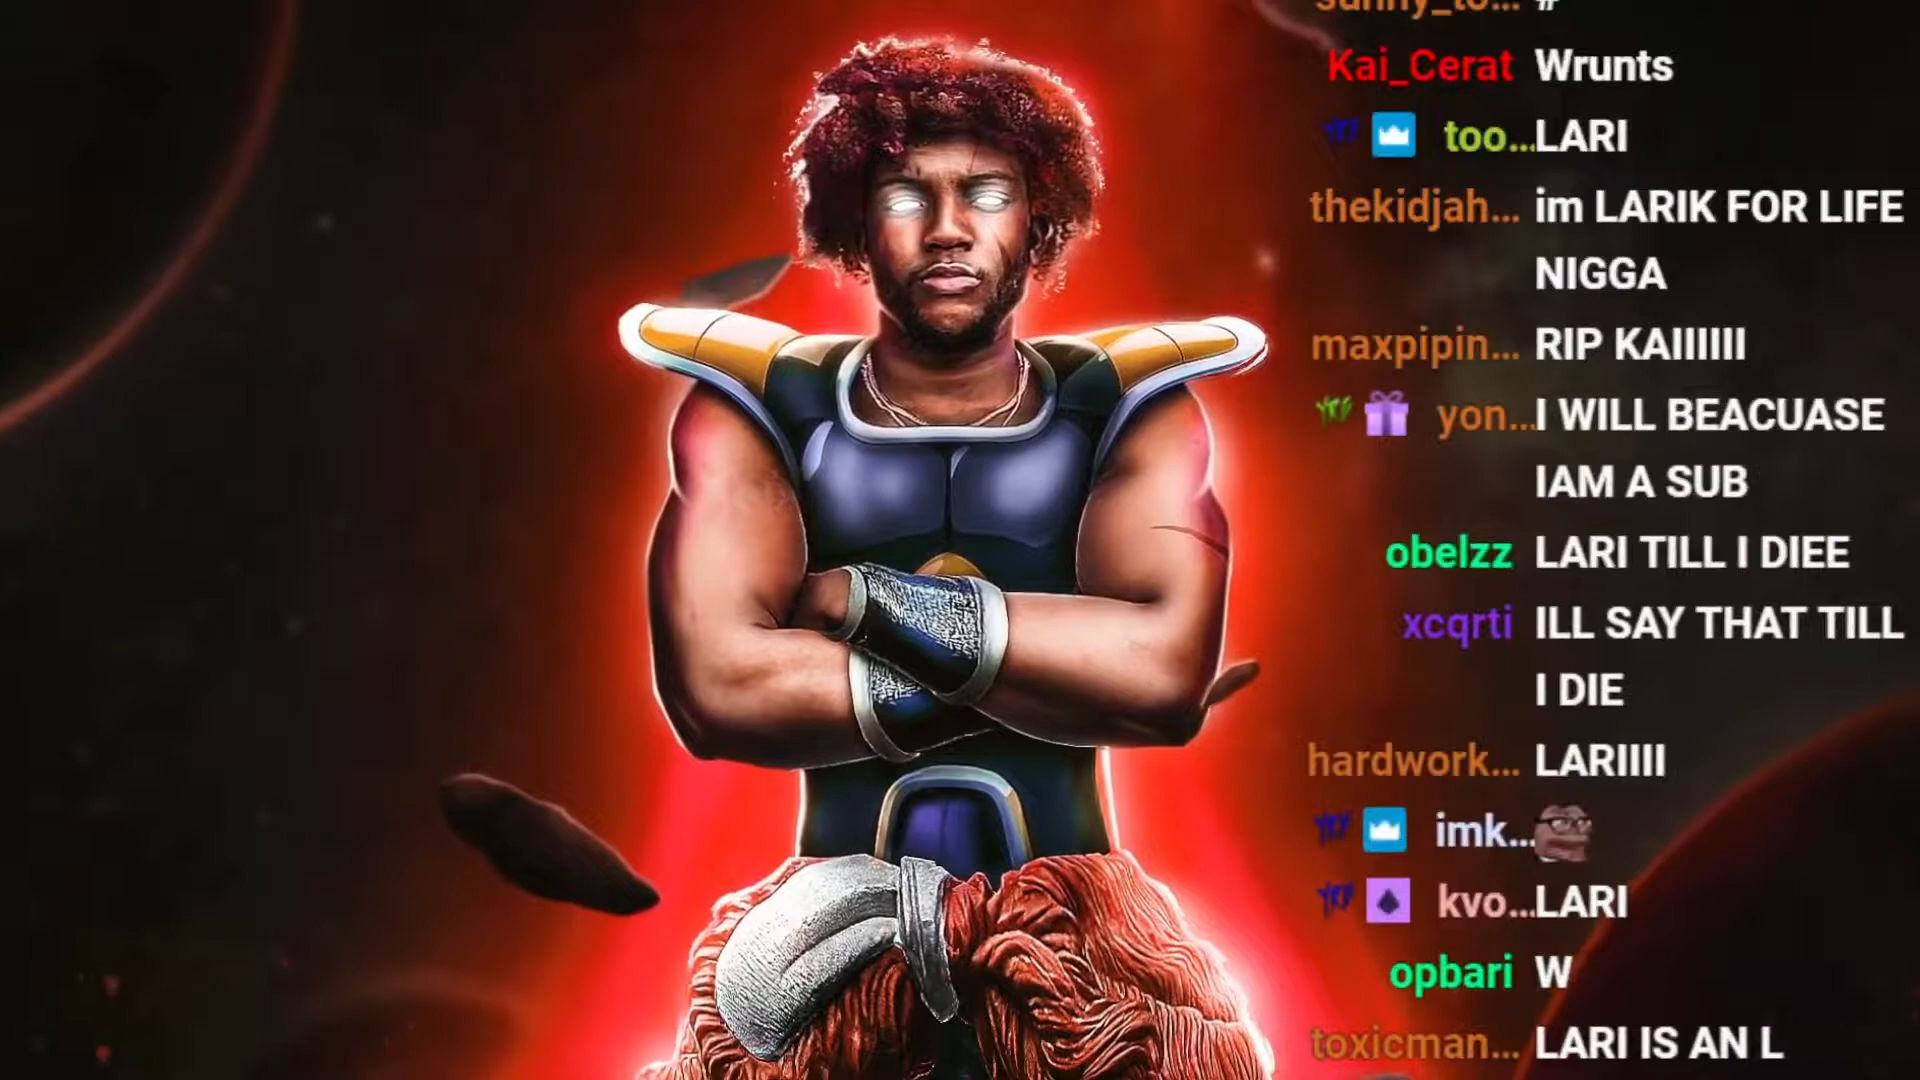 sunny_to... #
Kai_Cerat Wrunts
too...LARI
thekidjah... im LARIK FOR LIFE
NIGGA
maxpipin... RIP KAIIIIII
yon...I WILL BEACUASE
IAM A SUB
obelzz LARI TILL I DIEE
xcqrti ILL SAY THAT TILL
I DIE
hardwork... LARIIII
imk...
kvo...LARI
opbari W
toxicman... LARI IS AN L